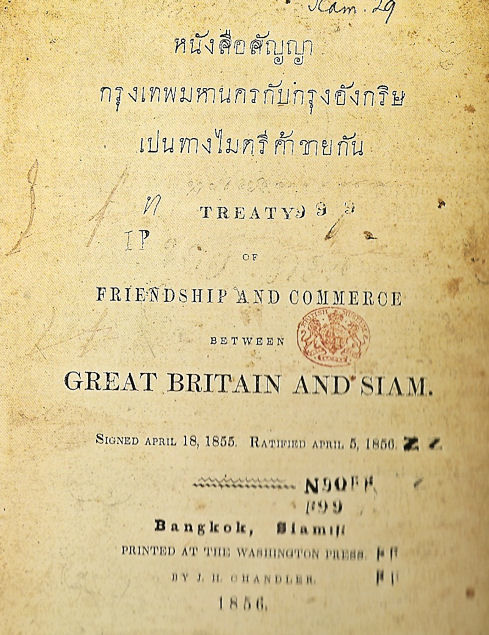 Siam. 29
หนังสือสัญญา
กรุงเทพมหานครกับกรุงอังกริษ
เปนทางไมตรีค้าขายกัน
TREATY
OF
FRIENDSHIP AND COMMERCE
BETWEEN
GREAT BRITAIN AND SIAM.
SIGNED APRIL 18, 1855. RATIFIED APRIL 5, 1856.
Bangkok, Siam
PRINTED AT THE WASHINGTON PRESS.
BY J. H. CHANDLER.
1856.